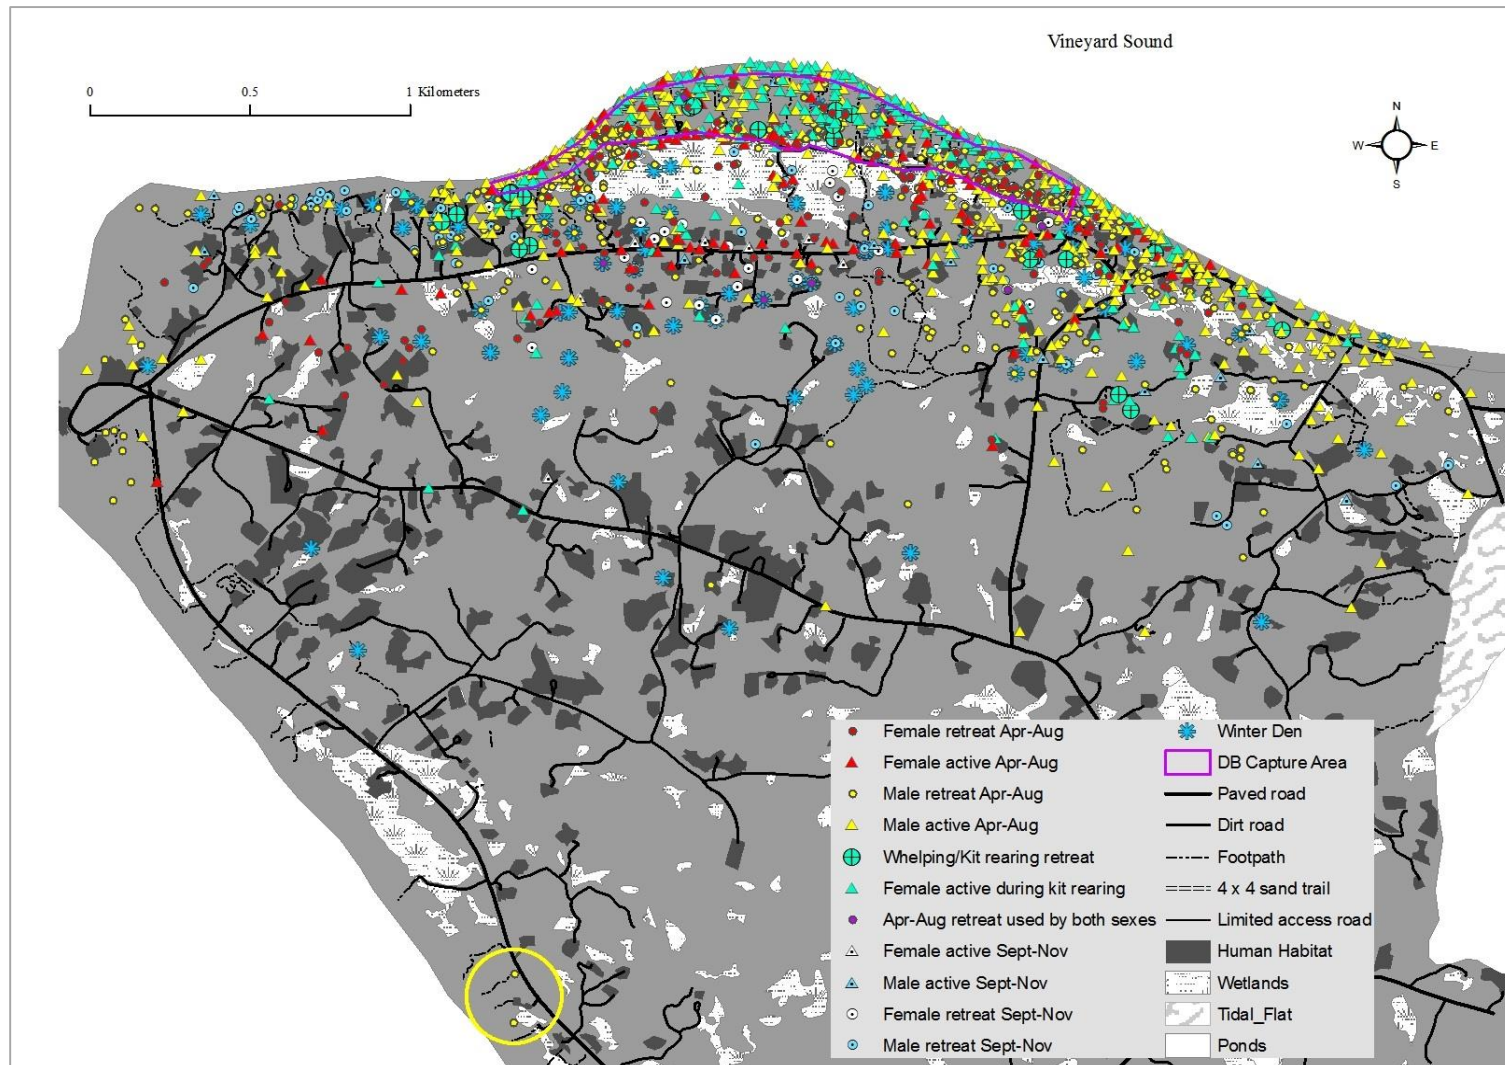 Vineyard Sound
0 0.5 1 Kilometers
N
W E
S
Female retreat Apr-Aug
Female active Apr-Aug
Male retreat Apr-Aug
Male active Apr-Aug
Whelping/Kit rearing retreat
Female active during kit rearing
Apr-Aug retreat used by both sexes
Female active Sept-Nov
Male active Sept-Nov
Female retreat Sept-Nov
Male retreat Sept-Nov
Winter Den
DB Capture Area
Paved road
Dirt road
Footpath
4 x 4 sand trail
Limited access road
Human Habitat
Wetlands
Tidal_Flat
Ponds